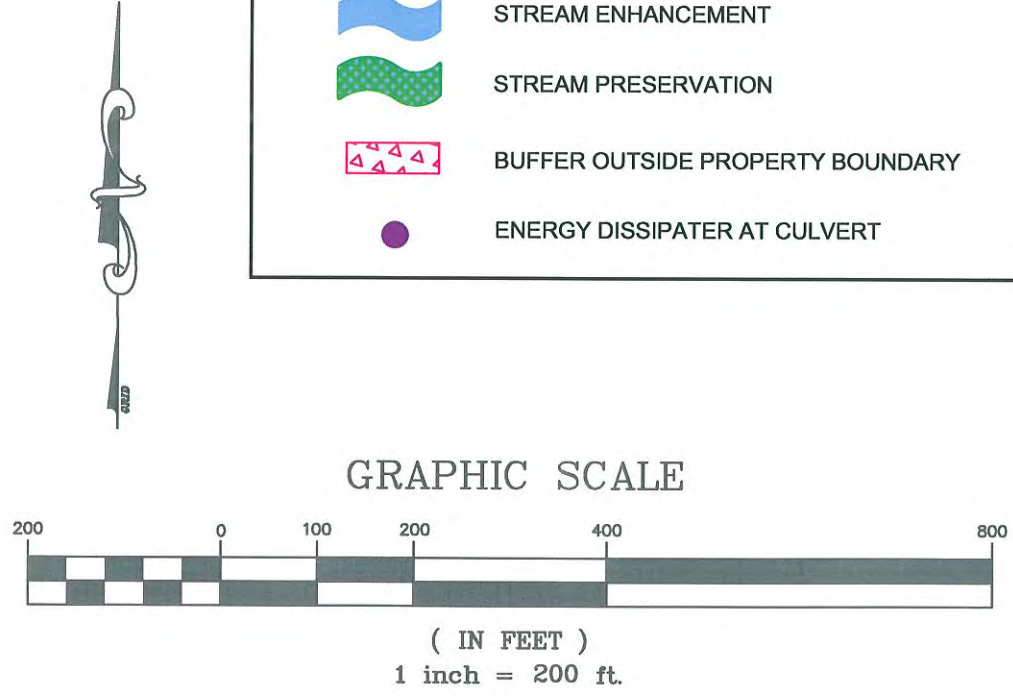 STREAM ENHANCEMENT
STREAM PRESERVATION
BUFFER OUTSIDE PROPERTY BOUNDARY
ENERGY DISSIPATER AT CULVERT
GRID
GRAPHIC SCALE
200 0 100 200 400 800
( IN FEET )
1 inch = 200 ft.